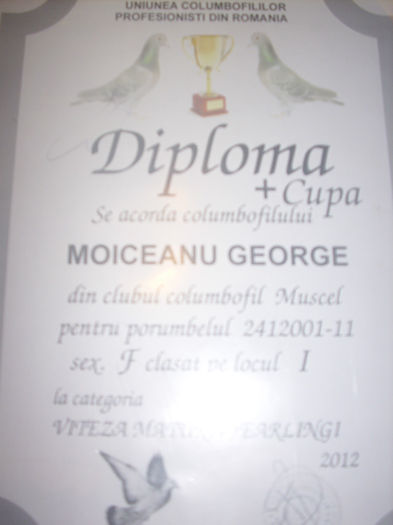 UNIUNEA COLUMBOFILILOR
PROFESIONISTI DIN ROMANIA
Diploma
+ Cupa
Se acorda columbofilului
MOICEANU GEORGE
din clubul columbofil Muscel
pentru porumbelul 2412001-11
sex. F clasat pe locul I
la categoria
VITEZA
2012